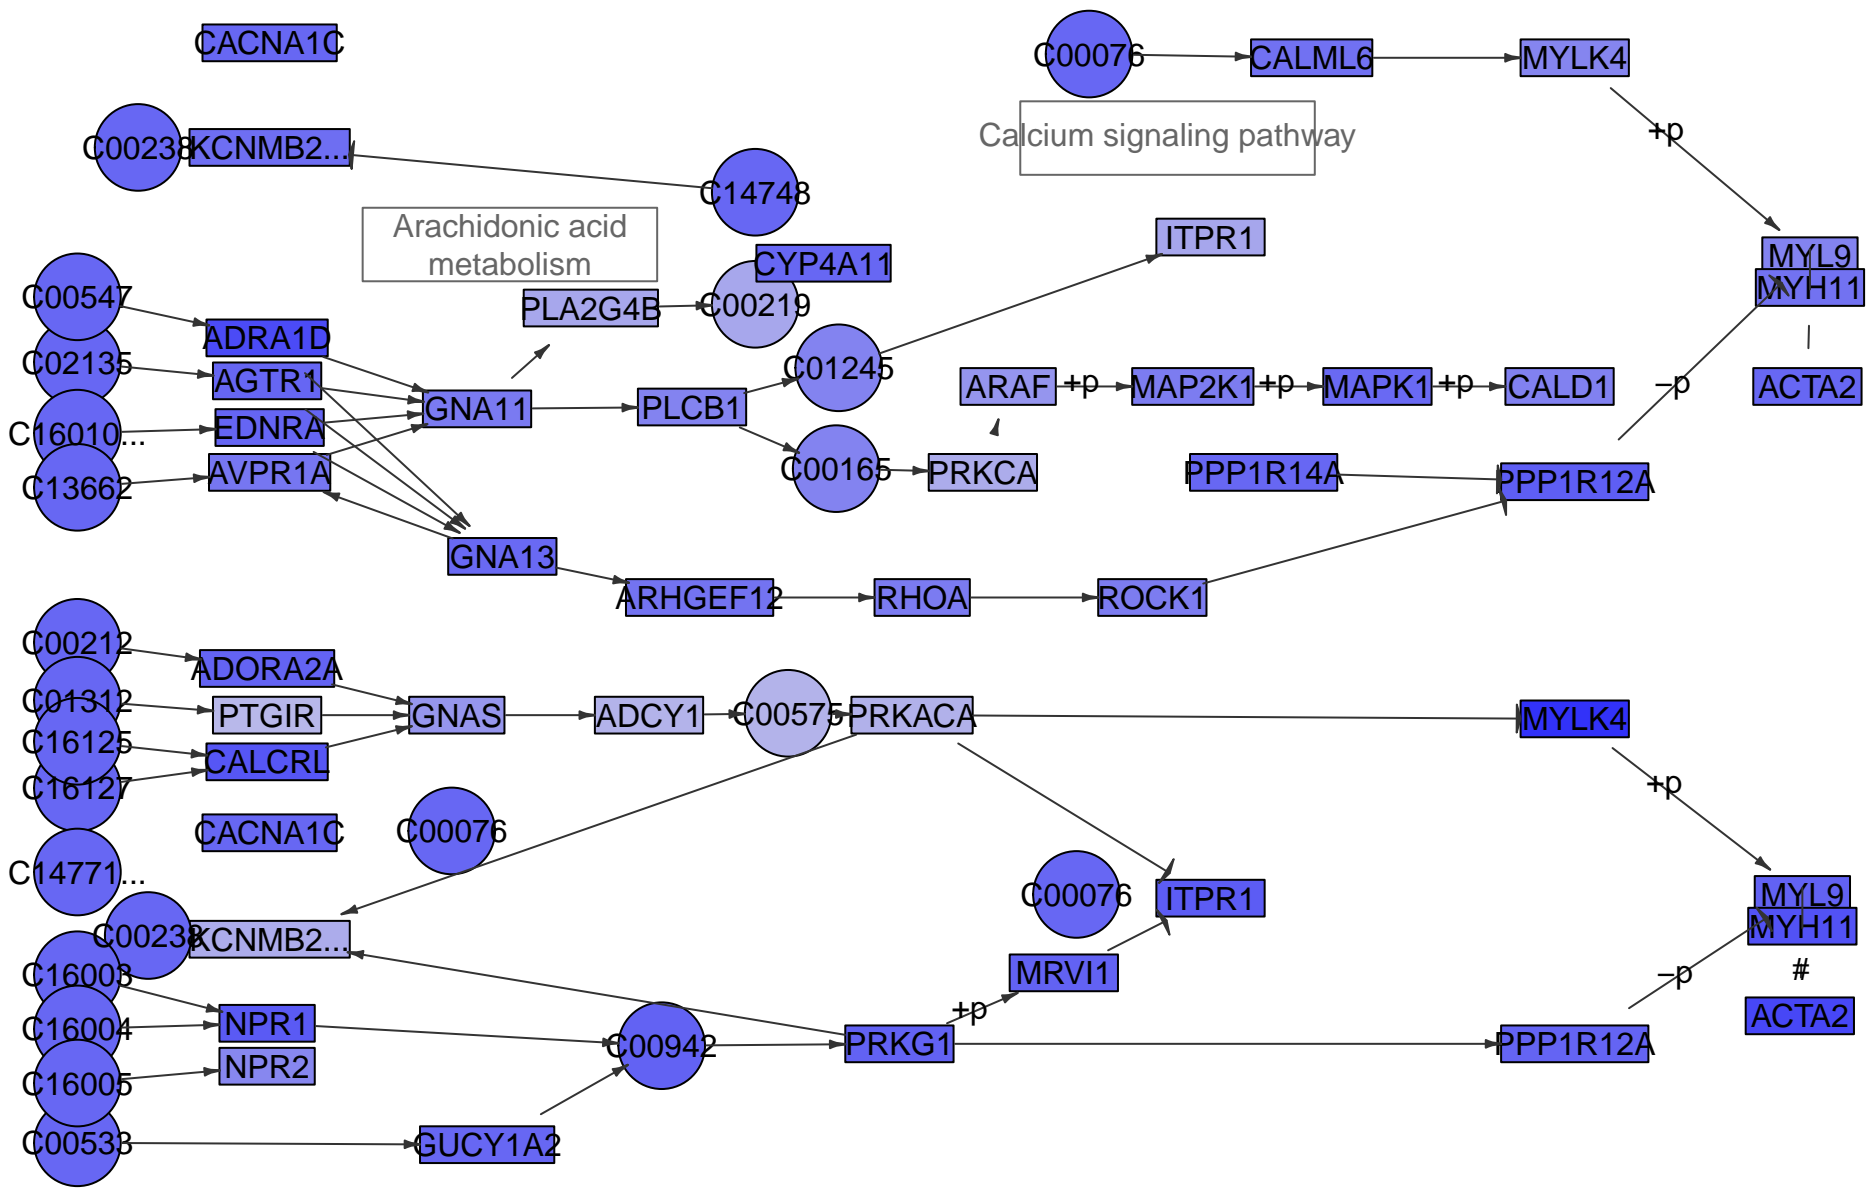 CACNA1C
C00076
CALML6
MYLK4
+p
Calcium signaling pathway
C00238
KCNMB2...
C14748
Arachidonic acid
metabolism
ITPR1
CYP4A11
MYL9
MYH11
C00547
PLA2G4B
C00219
ADRA1D
C02135
AGTR1
C01245
ARAF
+p
MAP2K1
+p
MAPK1
+p
CALD1
–p
ACTA2
GNA11
PLCB1
C16010...
EDNRA
C13662
AVPR1A
C00165
PRKCA
PPP1R14A
PPP1R12A
GNA13
ARHGEF12
RHOA
ROCK1
C00212
ADORA2A
C01312
PTGIR
GNAS
ADCY1
C00575
PRKACA
MYLK4
C16125
CALCRL
C16127
+p
CACNA1C
C00076
C14771...
C00076
ITPR1
MYL9
MYH11
C00238
KCNMB2...
C16003
MRVI1
–p
#
+p
C16004
NPR1
ACTA2
C00942
PRKG1
PPP1R12A
NPR2
C16005
C00533
GUCY1A2